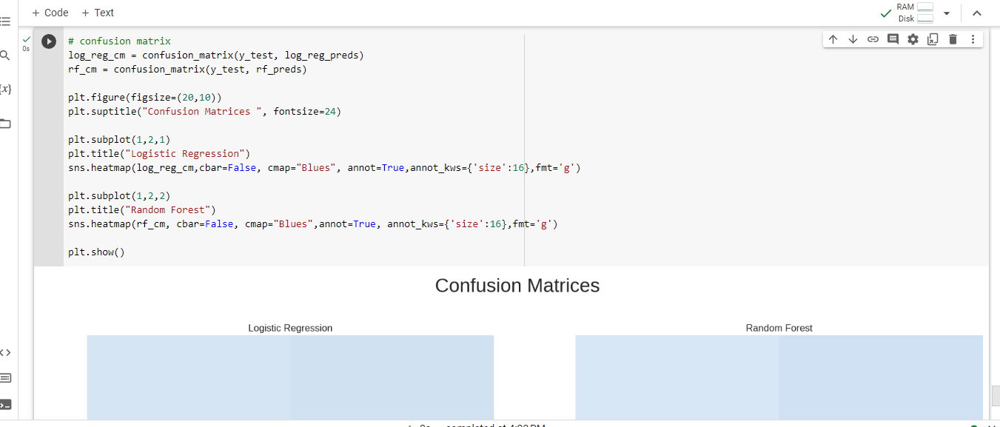 + Code + Text
RAM
Disk
0s
{x}
# confusion matrix
log_reg_cm = confusion_matrix(y_test, log_reg_preds)
rf_cm = confusion_matrix(y_test, rf_preds)
plt.figure(figsize=(20,10))
plt.suptitle("Confusion Matrices ", fontsize=24)
plt.subplot(1,2,1)
plt.title("Logistic Regression")
sns.heatmap(log_reg_cm,cbar=False, cmap="Blues", annot=True,annot_kws={'size':16},fmt='g')
plt.subplot(1,2,2)
plt.title("Random Forest")
sns.heatmap(rf_cm, cbar=False, cmap="Blues",annot=True, annot_kws={'size':16},fmt='g')
plt.show()
Confusion Matrices
Logistic Regression
Random Forest